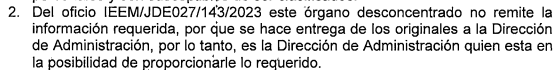 2. Del oficio IEEM/JDE027/143/2023 este órgano desconcentrado no remite la
información requerida, por que se hace entrega de los originales a la Dirección
de Administración, por lo tanto, es la Dirección de Administración quien esta en
la posibilidad de proporcionarle lo requerido.